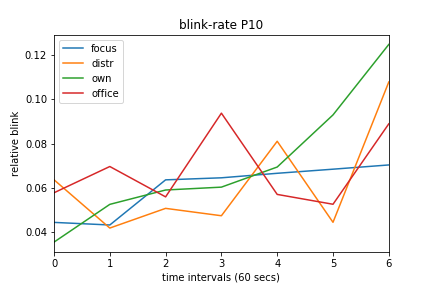 blink-rate P10
focus
distr
own
office
relative blink
0.12
0.10
0.08
0.06
0.04
0 1 2 3 4 5 6
time intervals (60 secs)